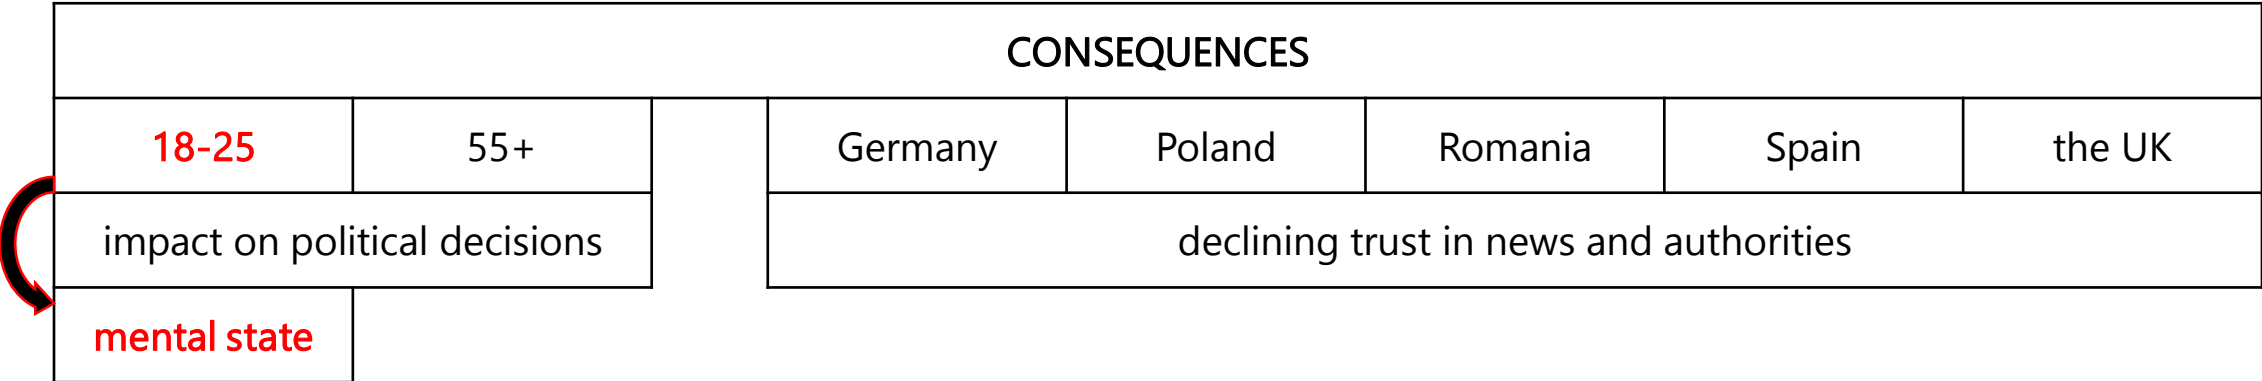 CONSEQUENCES
18-25 55+ Germany Poland Romania Spain the UK
impact on political decisions declining trust in news and authorities
mental state